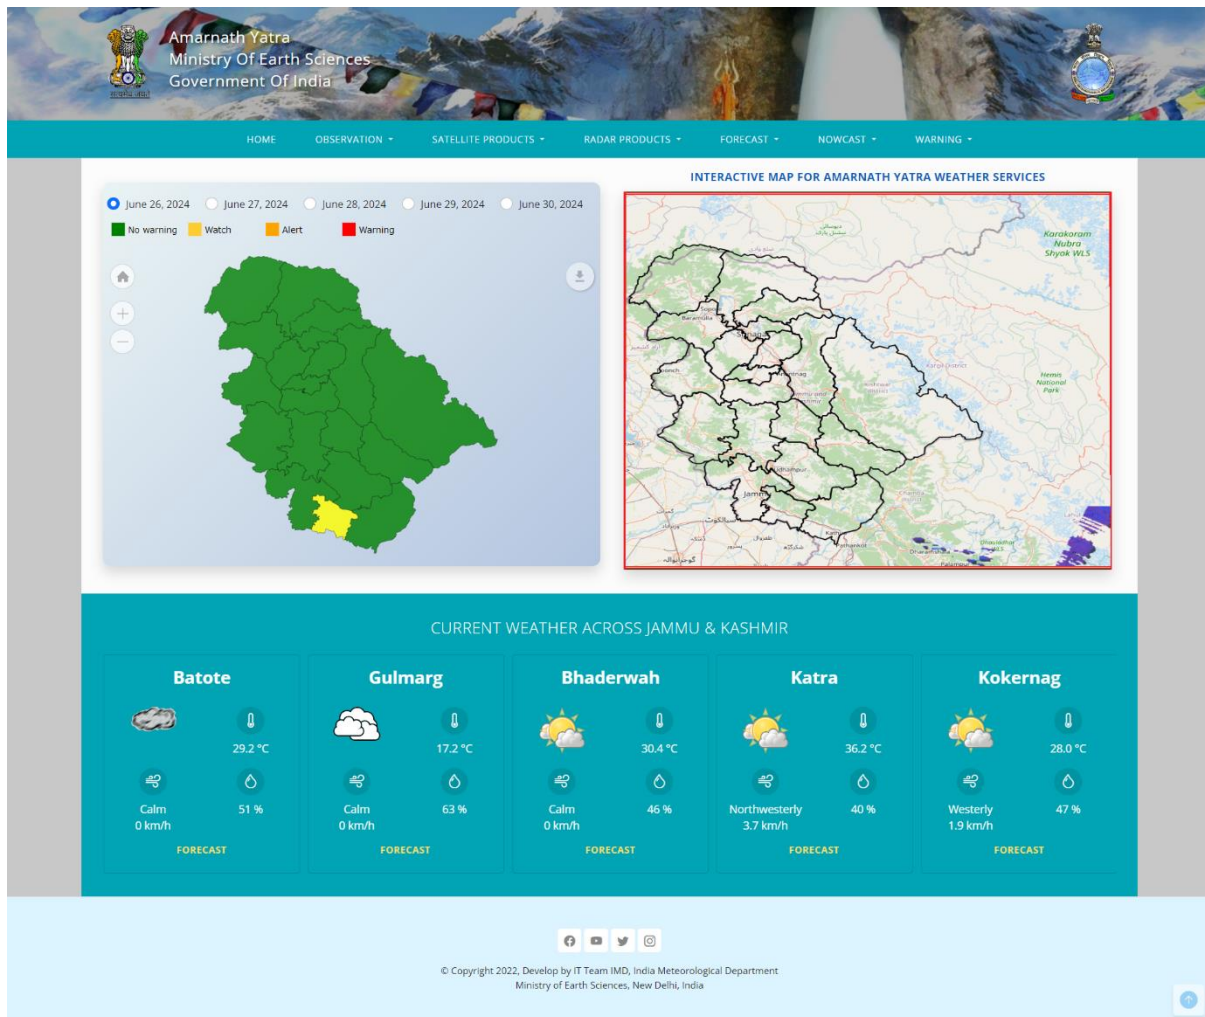 Amarnath Yatra
Ministry Of Earth Sciences
Government Of India
HOME OBSERVATION SATELLITE PRODUCTS RADAR PRODUCTS FORECAST NOWCAST WARNING
INTERACTIVE MAP FOR AMARNATH YATRA WEATHER SERVICES
June 26, 2024 June 27, 2024 June 28, 2024 June 29, 2024 June 30, 2024
No warning Watch Alert Warning
Karakoram
Nubra
Shyok WLS
Baramulla
Hemis
National
Park
Udhampur
Jammu
Pathankot
Dharamshala
Palampur
CURRENT WEATHER ACROSS JAMMU & KASHMIR
Batote
29.2 °C
Calm
0 km/h
51 %
FORECAST
Gulmarg
17.2 °C
Calm
0 km/h
63 %
FORECAST
Bhaderwah
30.4 °C
Calm
0 km/h
46 %
FORECAST
Katra
36.2 °C
Northwesterly
3.7 km/h
40 %
FORECAST
Kokernag
28.0 °C
Westerly
1.9 km/h
47 %
FORECAST
© Copyright 2022, Develop by IT Team IMD, India Meteorological Department
Ministry of Earth Sciences, New Delhi, India